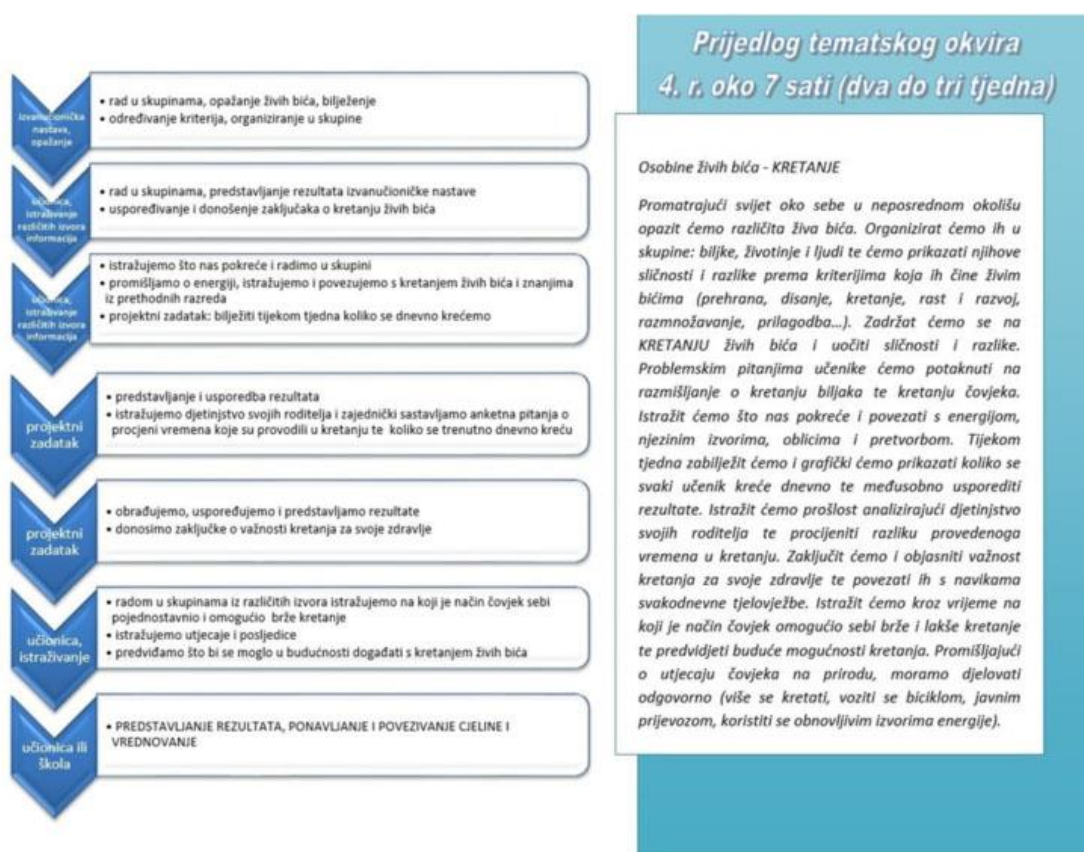 izvanučionička
nastava,
opažanje
• rad u skupinama, opažanje živih bića, bilježenje
• određivanje kriterija, organiziranje u skupine
učionica,
istraživanje
različitih izvora
informacija
• rad u skupinama, predstavljanje rezultata izvanučioničke nastave
• uspoređivanje i donošenje zaključaka o kretanju živih bića
učionica,
istraživanje
različitih izvora
informacija
• istražujemo što nas pokreće i radimo u skupini
• promišljamo o energiji, istražujemo i povezujemo s kretanjem živih bića i znanjima
iz prethodnih razreda
• projektni zadatak: bilježiti tijekom tjedna koliko se dnevno krećemo
projektni
zadatak
• predstavljanje i usporedba rezultata
• istražujemo djetinjstvo svojih roditelja i zajednički sastavljamo anketna pitanja o
procjeni vremena koje su provodili u kretanju te koliko se trenutno dnevno kreću
projektni
zadatak
• obrađujemo, uspoređujemo i predstavljamo rezultate
• donosimo zaključke o važnosti kretanja za svoje zdravlje
učionica,
istraživanje
• radom u skupinama iz različitih izvora istražujemo na koji je način čovjek sebi
pojednostavnio i omogućio brže kretanje
• istražujemo utjecaje i posljedice
• predviđamo što bi se moglo u budućnosti događati s kretanjem živih bića
učionica ili
škola
• PREDSTAVLJANJE REZULTATA, PONAVLJANJE I POVEZIVANJE CJELINE I
VREDNOVANJE
Prijedlog tematskog okvira
4. r. oko 7 sati (dva do tri tjedna)
Osobine živih bića - KRETANJE
Promatrajući svijet oko sebe u neposrednom okolišu
opazit ćemo različita živa bića. Organizirat ćemo ih u
skupine: biljke, životinje i ljudi te ćemo prikazati njihove
sličnosti i razlike prema kriterijima koja ih čine živim
bićima (prehrana, disanje, kretanje, rast i razvoj,
razmnožavanje, prilagodba...). Zadržat ćemo se na
KRETANJU živih bića i uočiti sličnosti i razlike.
Problemskim pitanjima učenike ćemo potaknuti na
razmišljanje o kretanju biljaka te kretanju čovjeka.
Istražit ćemo što nas pokreće i povezati s energijom,
njezinim izvorima, oblicima i pretvorbom. Tijekom
tjedna zabilježit ćemo i grafički ćemo prikazati koliko se
svaki učenik kreće dnevno te međusobno usporediti
rezultate. Istražit ćemo prošlost analizirajući djetinjstvo
svojih roditelja te procijeniti razliku provedenoga
vremena u kretanju. Zaključit ćemo i objasniti važnost
kretanja za svoje zdravlje te povezati ih s navikama
svakodnevne tjelovježbe. Istražit ćemo kroz vrijeme na
koji je način čovjek omogućio sebi brže i lakše kretanje
te predvidjeti buduće mogućnosti kretanja. Promišljajući
o utjecaju čovjeka na prirodu, moramo djelovati
odgovorno (više se kretati, voziti se biciklom, javnim
prijevozom, koristiti se obnovljivim izvorima energije).